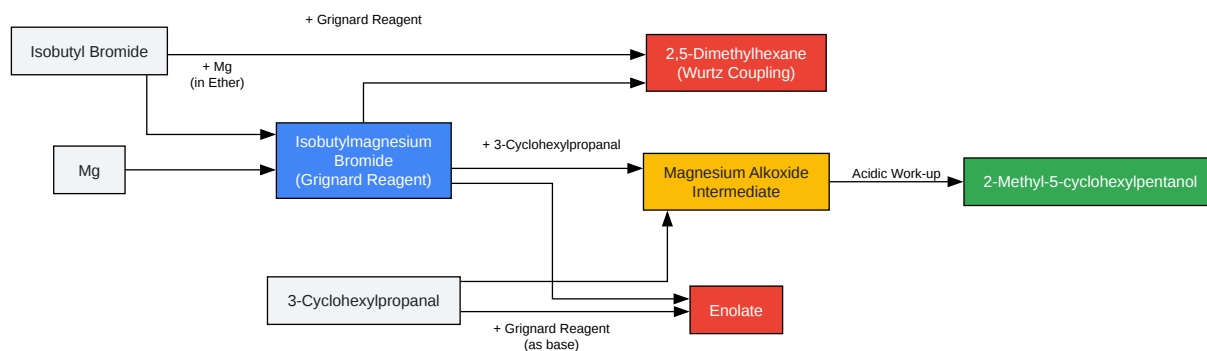 + Grignard Reagent
Isobutyl Bromide
2,5-Dimethylhexane
(Wurtz Coupling)
+ Mg
(in Ether)
Isobutylmagnesium
Bromide
(Grignard Reagent)
Mg
+ 3-Cyclohexylpropanal
Magnesium Alkoxide
Intermediate
Acidic Work-up
2-Methyl-5-cyclohexylpentanol
3-Cyclohexylpropanal
Enolate
+ Grignard Reagent
(as base)